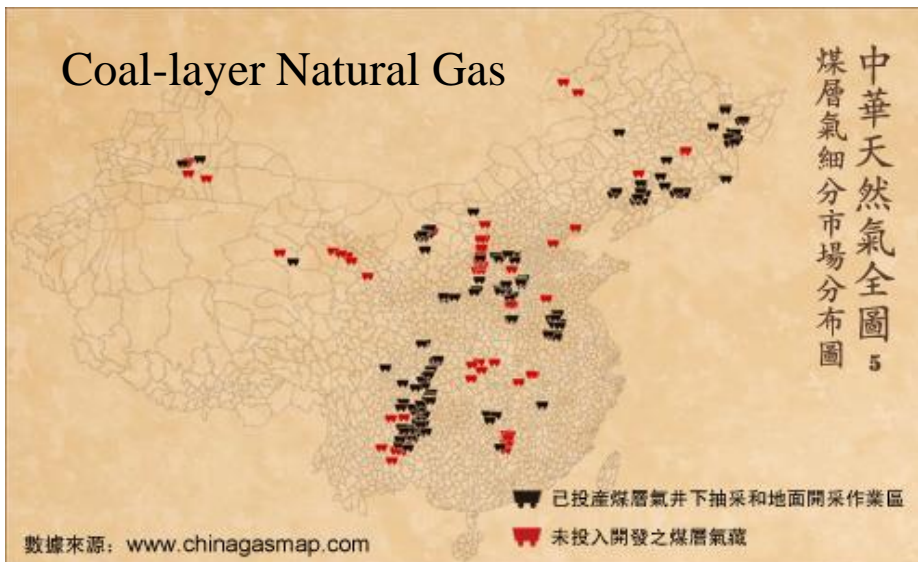 Coal-layer Natural Gas
中華天然氣全圖 5
煤層氣細分市場分布圖
已投産煤層氣井下抽采和地面開采作業區
未投入開發之煤層氣藏
數據來源：www.chinagasmap.com